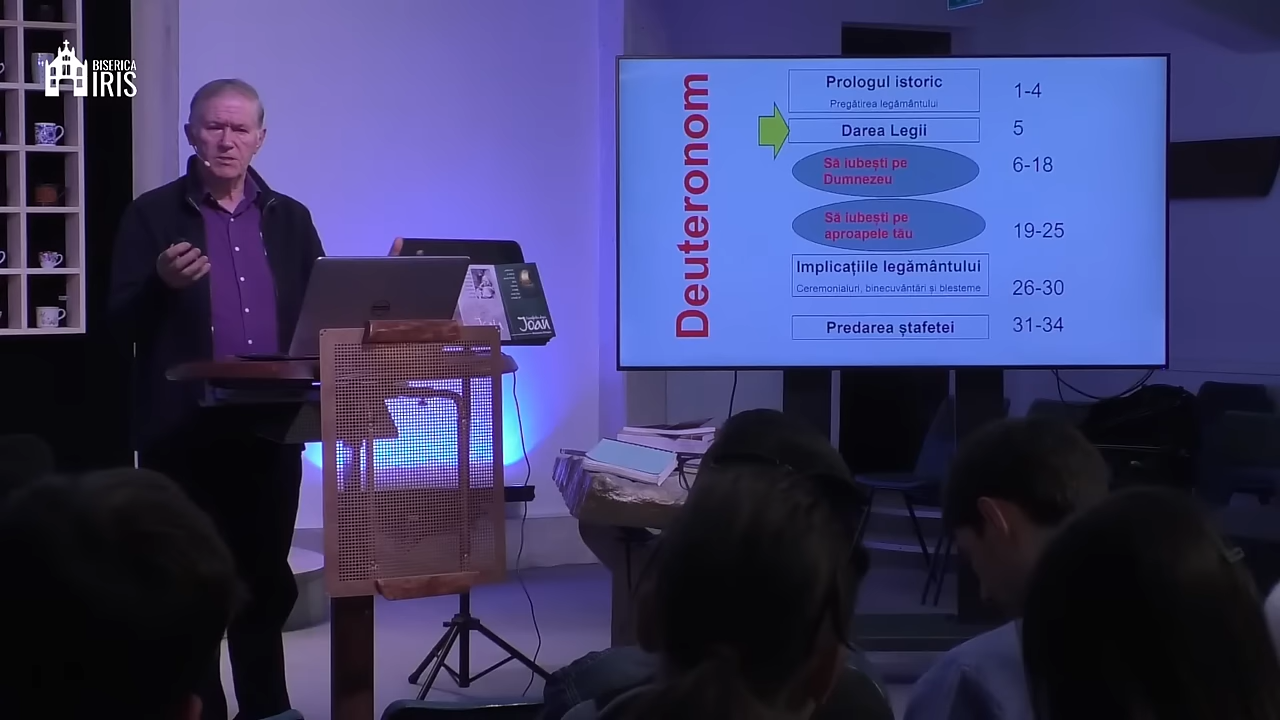 BISERICA
IRIS
Deuteronom
Prologul istoric
Pregătirea legământului
1-4
Darea Legii
5
Să iubești pe
Dumnezeu
6-18
Să iubești pe
aproapele tău
19-25
Implicațiile legământului
Ceremonialuri, binecuvântări și blesteme
26-30
Predarea ștafetei
31-34
Joan